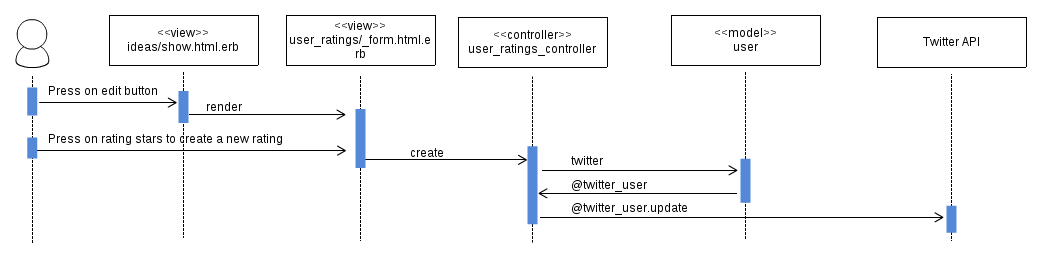 <<view>>
ideas/show.html.erb
<<view>>
user_ratings/_form.html.e
rb
<<controller>>
user_ratings_controller
<<model>>
user
Twitter API
Press on edit button
render
Press on rating stars to create a new rating
create
twitter
@twitter_user
@twitter_user.update